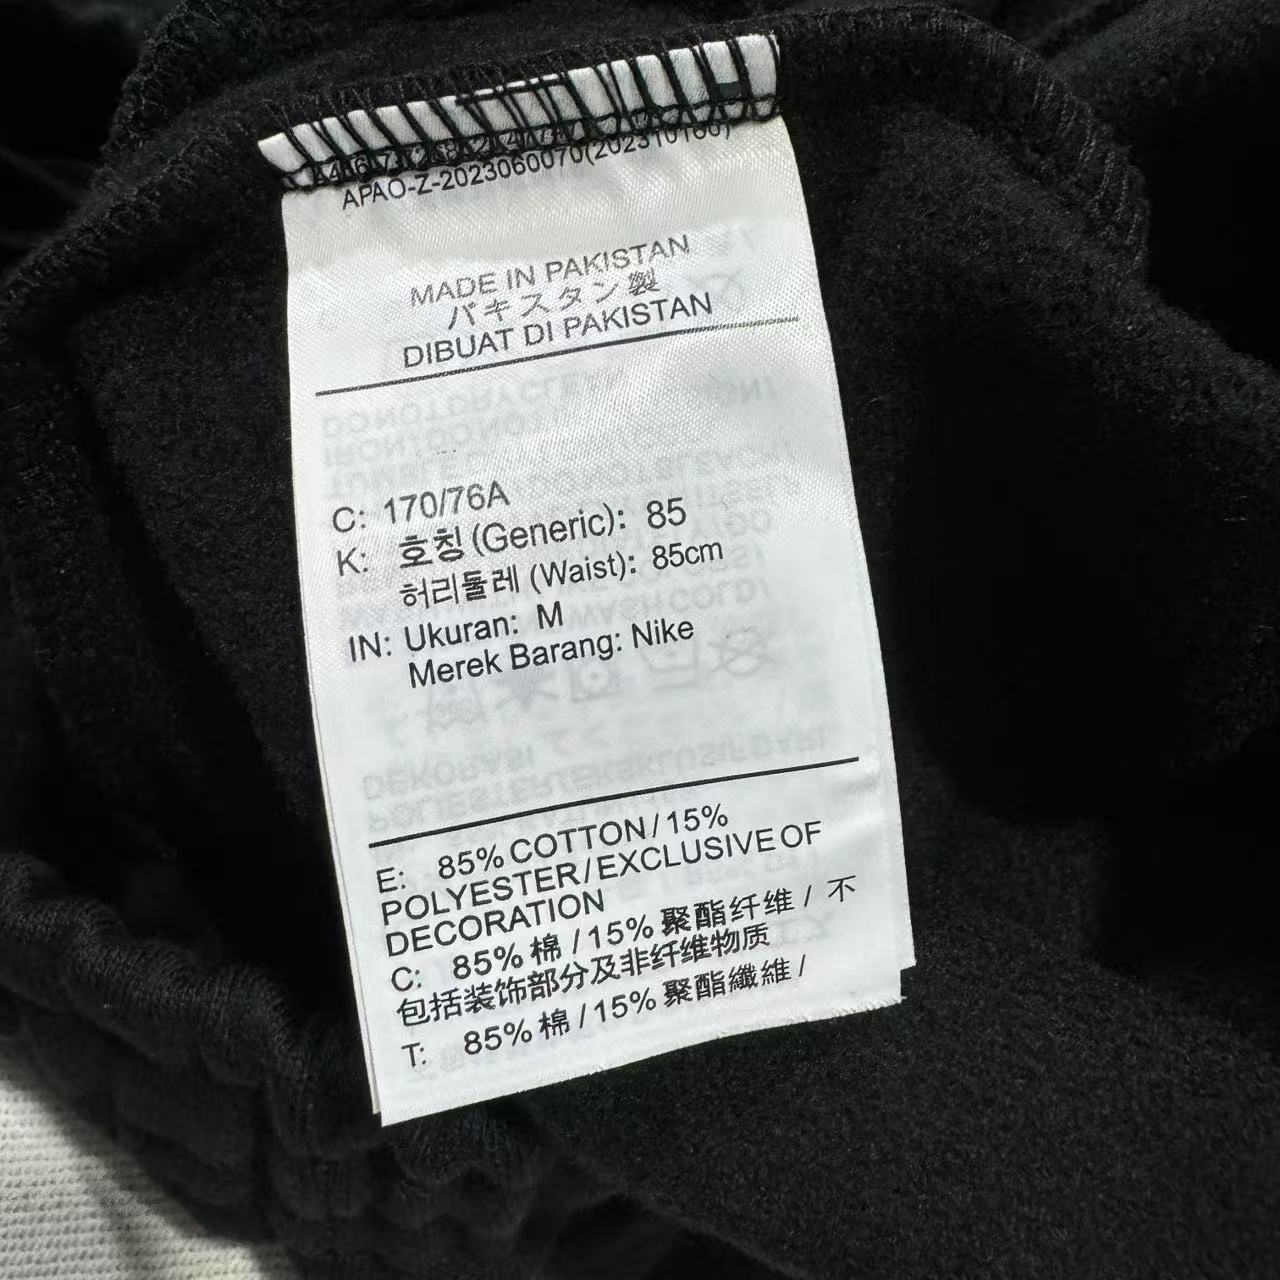 APAO-Z-2023060070(202310160)
MADE IN PAKISTAN
パキスタン製
DIBUAT DI PAKISTAN
C: 170/76A
K: 호칭 (Generic): 85
허리둘레 (Waist): 85cm
IN: Ukuran: M
Merek Barang: Nike
E: 85% COTTON / 15%
POLYESTER / EXCLUSIVE OF
DECORATION
C: 85% 棉 / 15% 聚酯纤维 / 不
包括装饰部分及非纤维物质
T: 85% 棉 / 15% 聚酯纖維 /